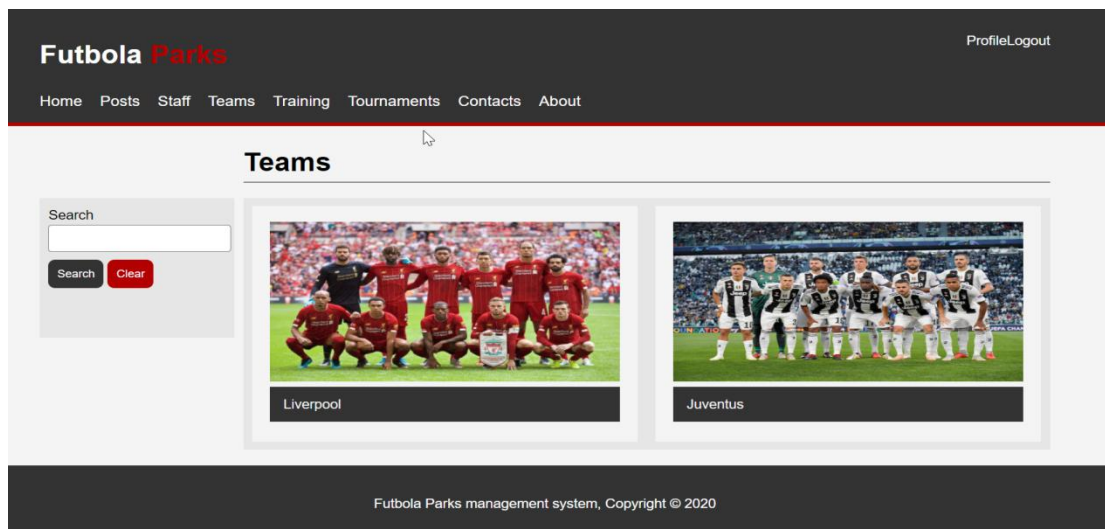 Futbola Parks
ProfileLogout
Home Posts Staff Teams Training Tournaments Contacts About
Teams
Search
Search Clear
Liverpool
Juventus
Futbola Parks management system, Copyright © 2020